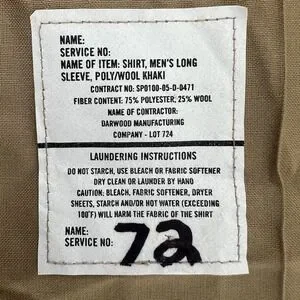 NAME:
SERVICE NO:
NAME OF ITEM: SHIRT, MEN'S LONG
SLEEVE, POLY/WOOL KHAKI
CONTRACT NO: SP0100-05-D-0471
FIBER CONTENT: 75% POLYESTER; 25% WOOL
NAME OF CONTRACTOR:
DARWOOD MANUFACTURING
COMPANY - LOT 724
LAUNDERING INSTRUCTIONS
DO NOT STARCH, USE BLEACH OR FABRIC SOFTENER
DRY CLEAN OR LAUNDER BY HAND
CAUTION: BLEACH, FABRIC SOFTENER, DRYER
SHEETS, STARCH AND/OR HOT WATER (EXCEEDING
100°F) WILL HARM THE FABRIC OF THE SHIRT
NAME:
SERVICE NO:
72